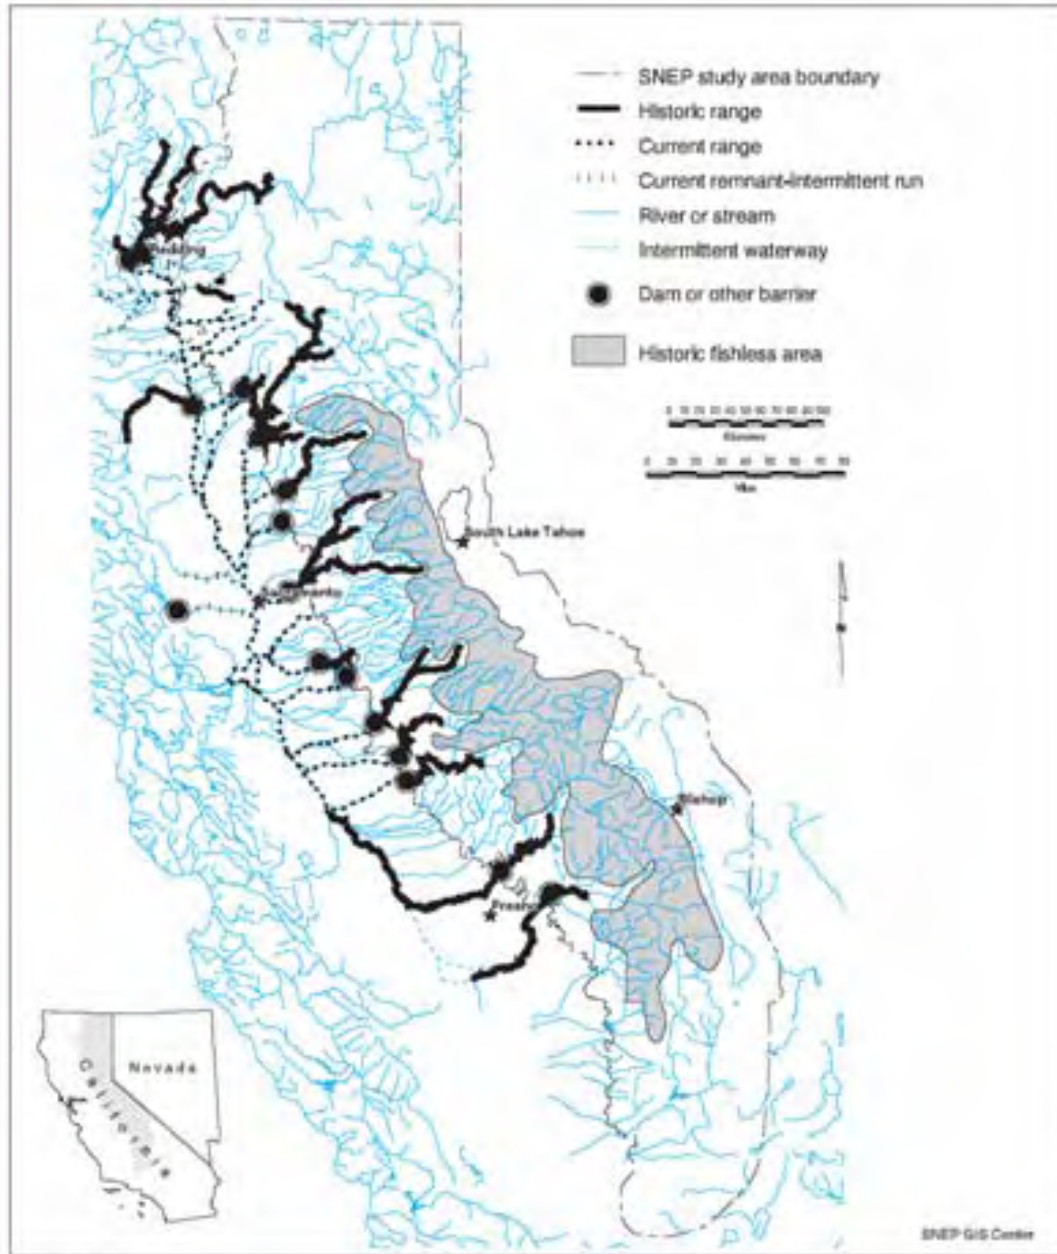 SNEP study area boundary
Historic range
Current range
Current remnant-intermittent run
River or stream
Intermittent waterway
Dam or other barrier
Historic fishless area
Kilometers
Miles
Redding
South Lake Tahoe
Sacramento
Bishop
Fresno
Nevada
California
SNEP GIS Center